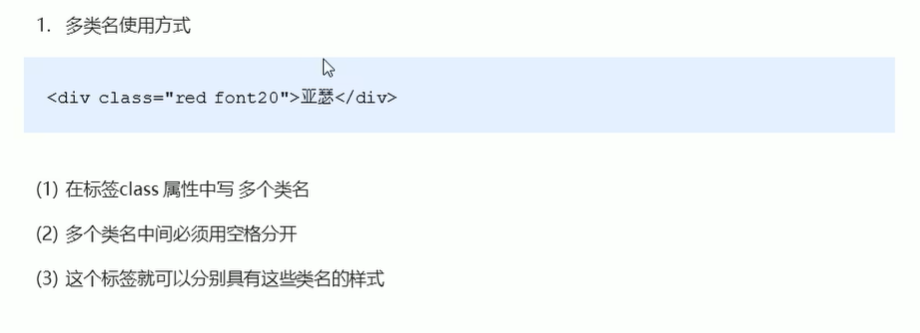 1. 多类名使用方式
<div class="red font20">亚瑟</div>
(1) 在标签class 属性中写 多个类名
(2) 多个类名中间必须用空格分开
(3) 这个标签就可以分别具有这些类名的样式